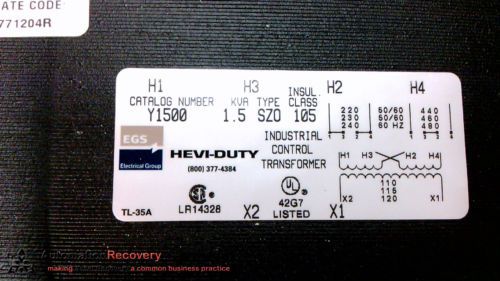 ATE CODE:
771204R
H1 H3 INSUL. H2 H4
CATALOG NUMBER KVA TYPE CLASS
Y1500 1.5 SZO 105
220 50/60 440
230 50/60 460
240 60 HZ 480
EGS
Electrical Group
HEVI-DUTY
(800) 377-4384
INDUSTRIAL
CONTROL
TRANSFORMER
H1 H3 H2 H4
110
X2 115 X1
120
TL-35A
LR14328
X2
42G7
LISTED
X1
Automation Recovery
making a common business practice